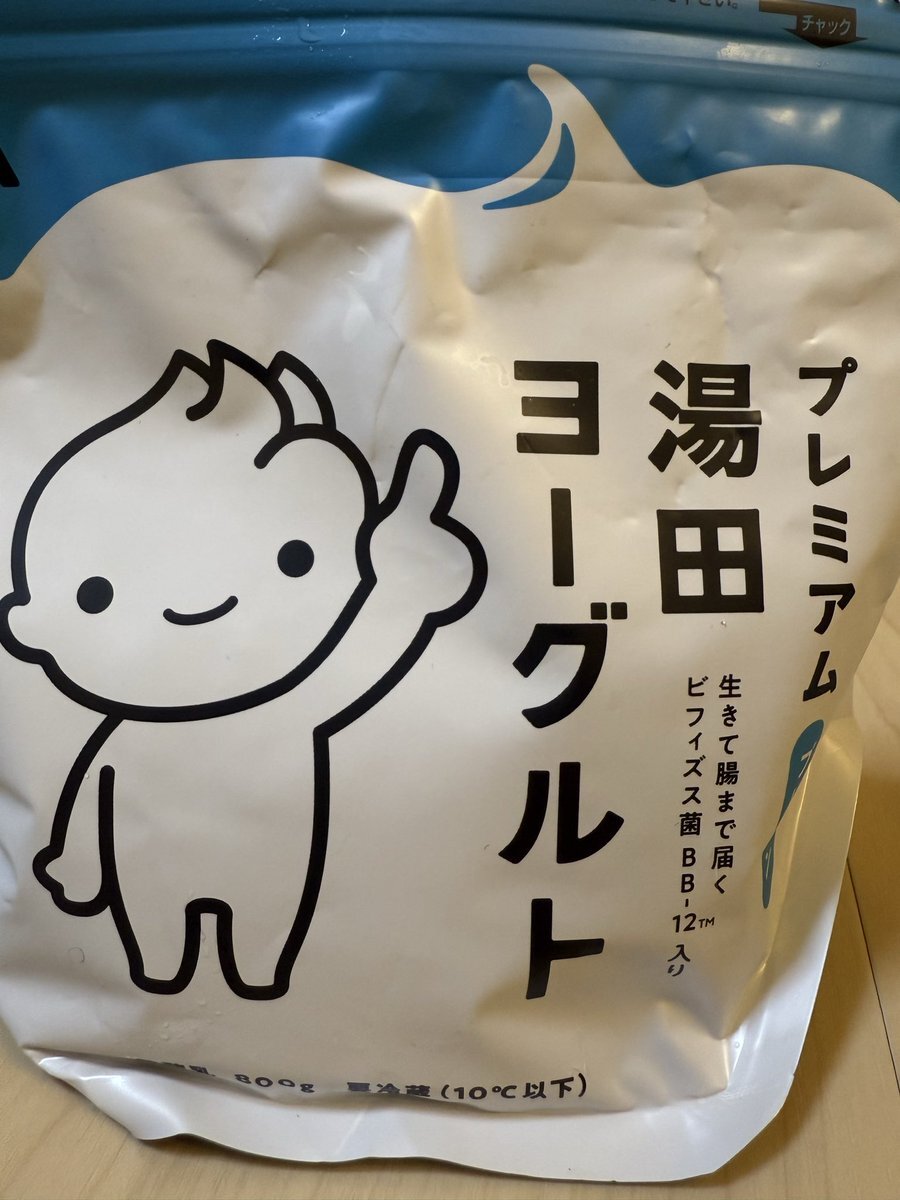 チャック
プレミアム
湯田
ヨーグルト
生きて腸まで届く
ビフィズス菌BB-12™入り
800g 要冷蔵(10℃以下)